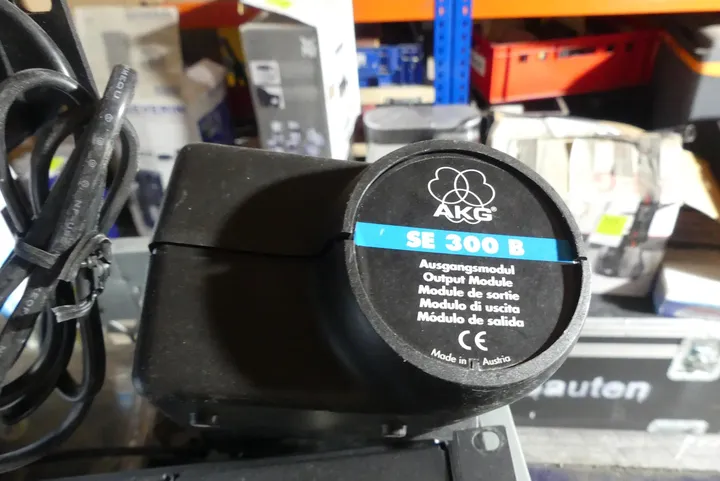 AKG®
SE 300 B
Ausgangsmodul
Output Module
Module de sortie
Modulo di uscita
Módulo de salida
CE
Made in Austria
auten